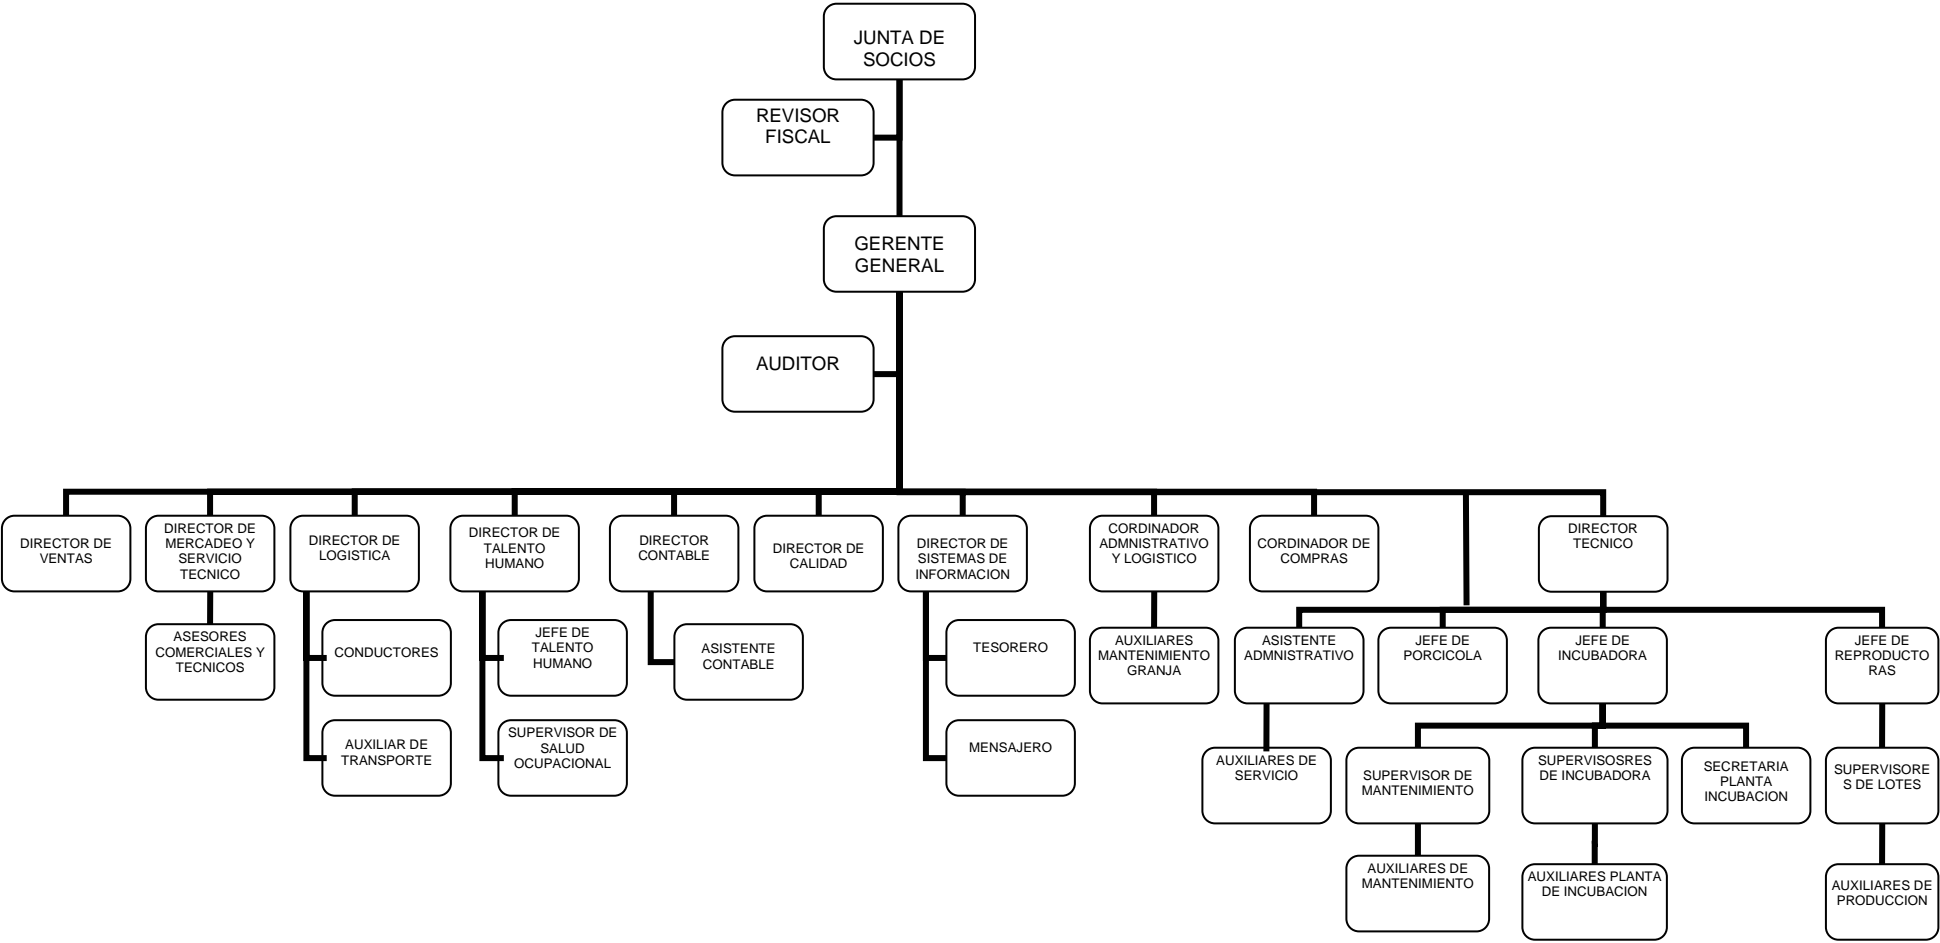 JUNTA DE
SOCIOS
REVISOR
FISCAL
GERENTE
GENERAL
AUDITOR
DIRECTOR DE
VENTAS
DIRECTOR DE
MERCADEO Y
SERVICIO
TECNICO
DIRECTOR DE
LOGISTICA
DIRECTOR DE
TALENTO
HUMANO
DIRECTOR
CONTABLE
DIRECTOR DE
CALIDAD
DIRECTOR DE
SISTEMAS DE
INFORMACION
CORDINADOR
ADMNISTRATIVO
Y LOGISTICO
CORDINADOR DE
COMPRAS
DIRECTOR
TECNICO
ASESORES
COMERCIALES Y
TECNICOS
CONDUCTORES
JEFE DE
TALENTO
HUMANO
ASISTENTE
CONTABLE
TESORERO
AUXILIARES
MANTENIMIENTO
GRANJA
ASISTENTE
ADMNISTRATIVO
JEFE DE
PORCICOLA
JEFE DE
INCUBADORA
JEFE DE
REPRODUCTO
RAS
AUXILIAR DE
TRANSPORTE
SUPERVISOR DE
SALUD
OCUPACIONAL
MENSAJERO
AUXILIARES DE
SERVICIO
SUPERVISOR DE
MANTENIMIENTO
SUPERVISOSRES
DE INCUBADORA
SECRETARIA
PLANTA
INCUBACION
SUPERVISORE
S DE LOTES
AUXILIARES DE
MANTENIMIENTO
AUXILIARES PLANTA
DE INCUBACION
AUXILIARES DE
PRODUCCION